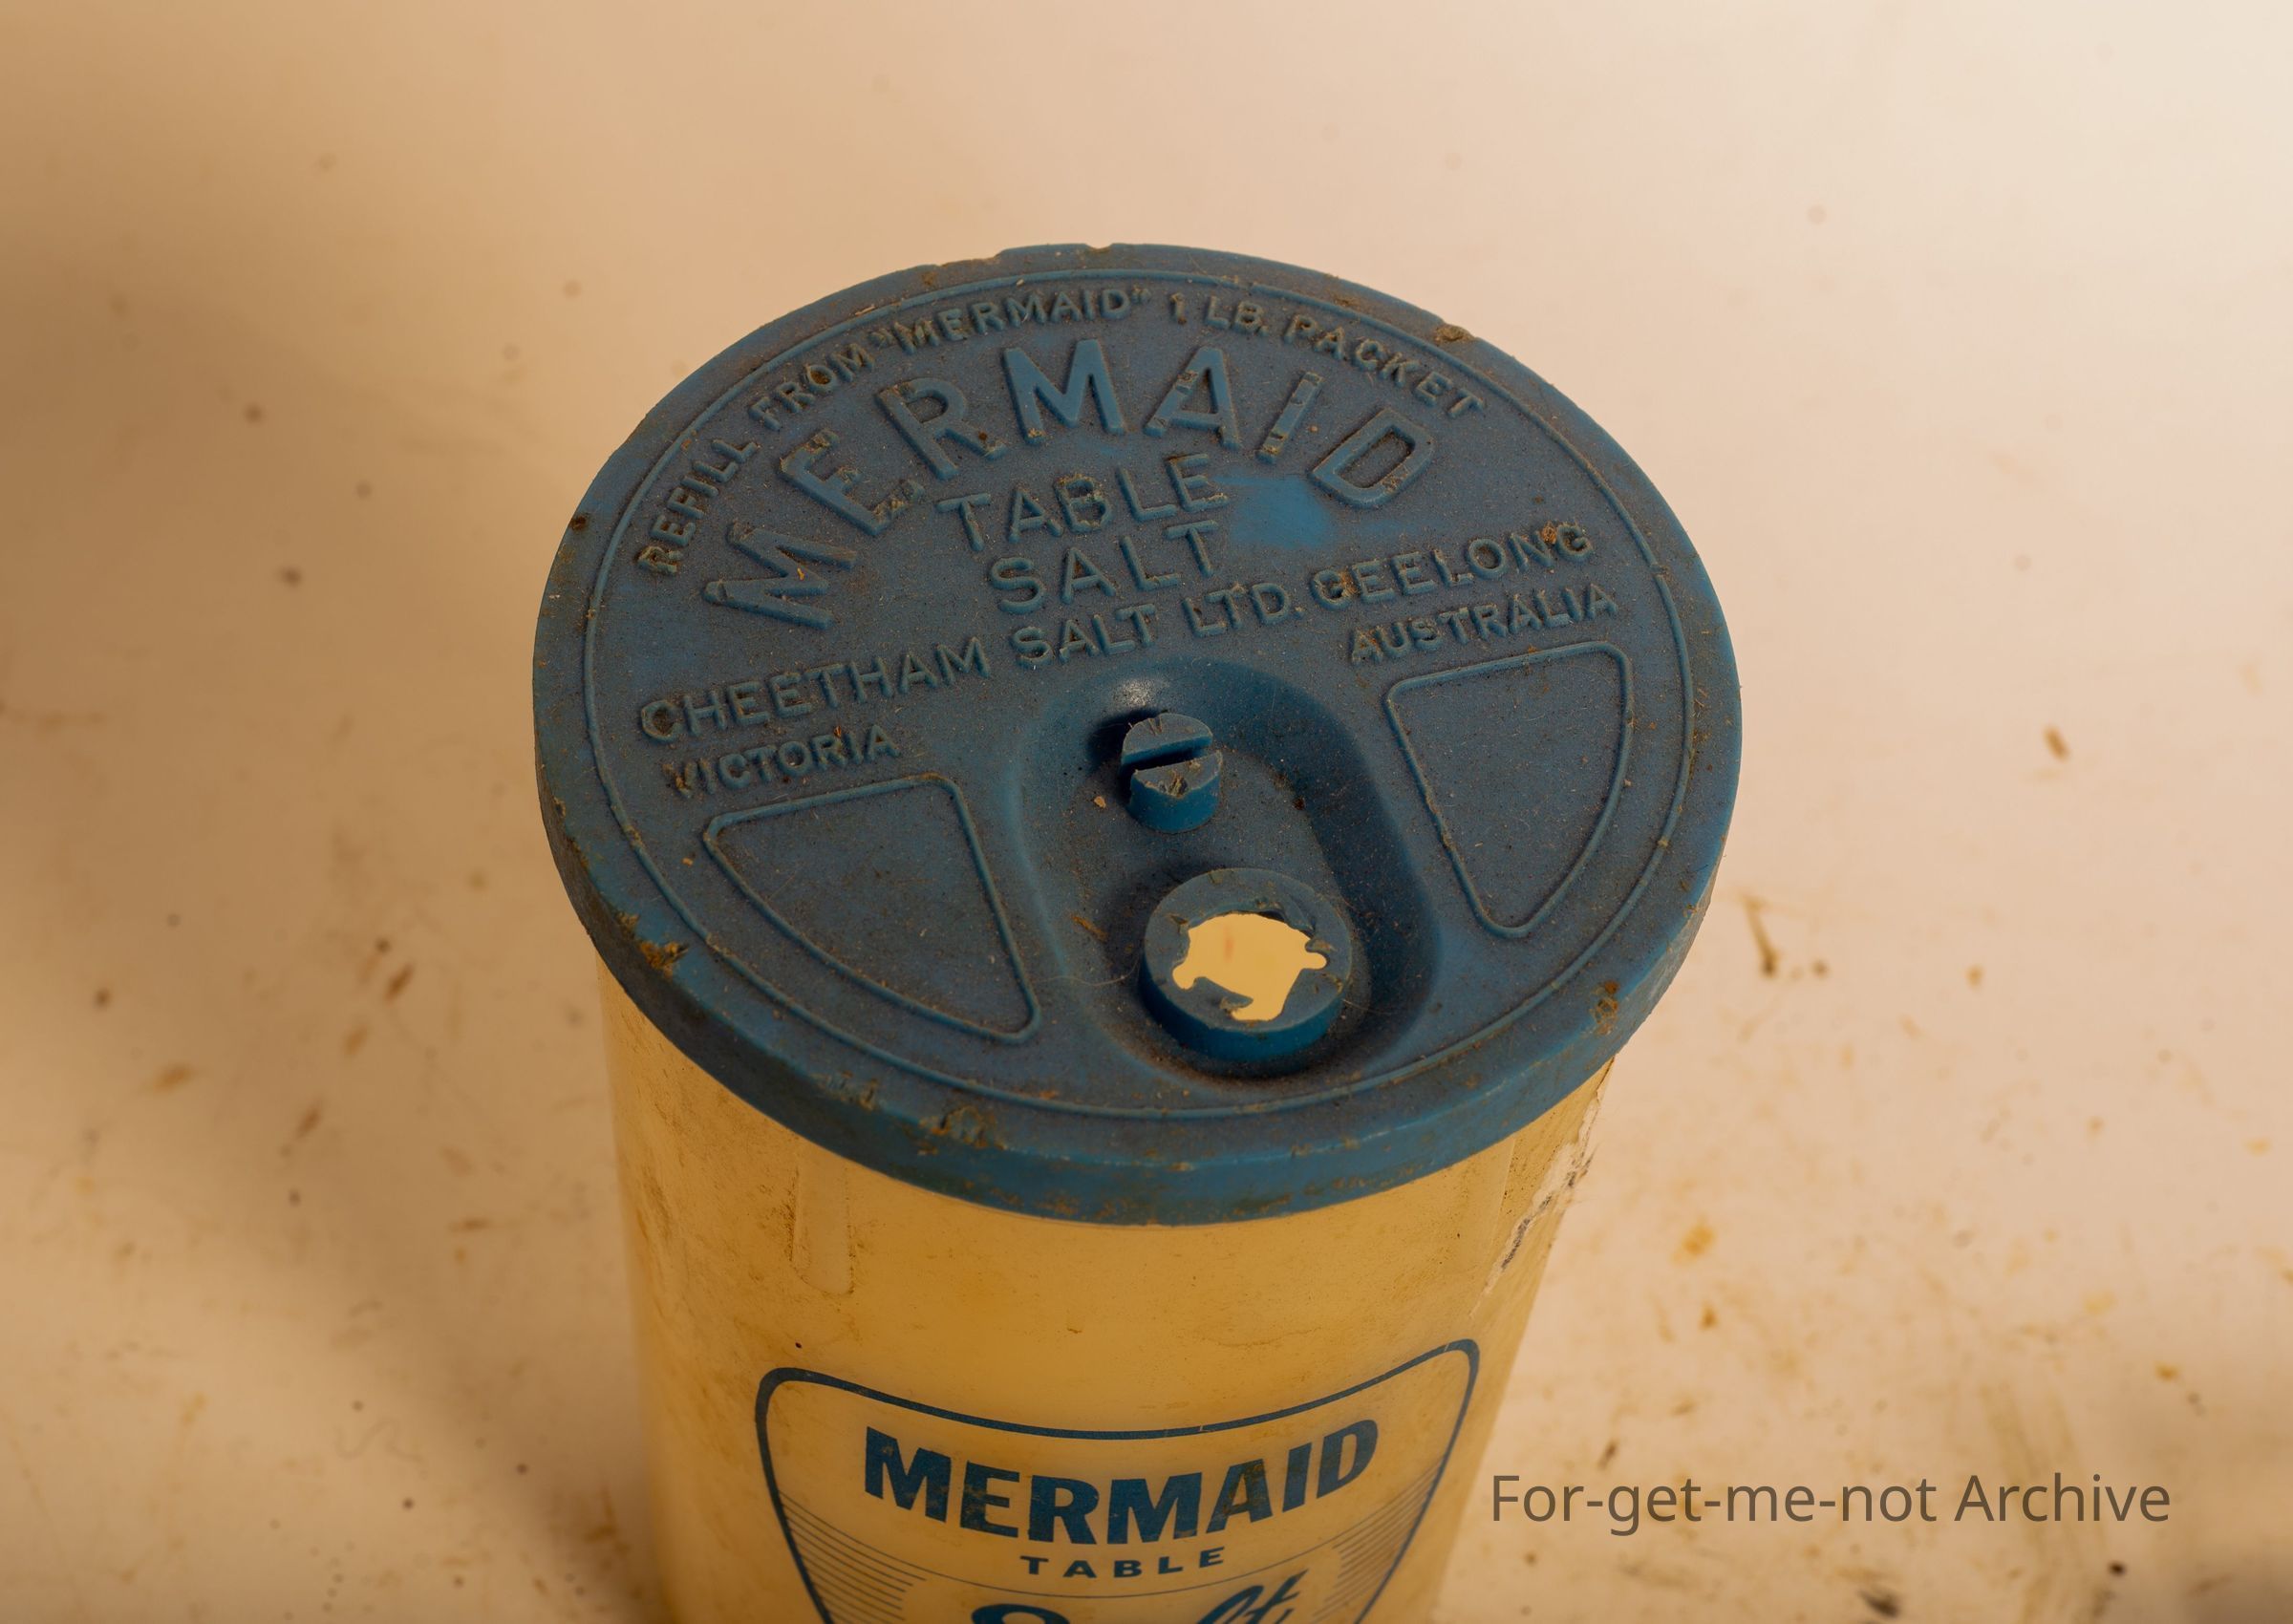 REFILL FROM "MERMAID" 1 LB. PACKET
MERMAID
TABLE
SALT
CHEETHAM SALT LTD. GEELONG
VICTORIA AUSTRALIA
MERMAID
TABLE
Salt
For-get-me-not Archive